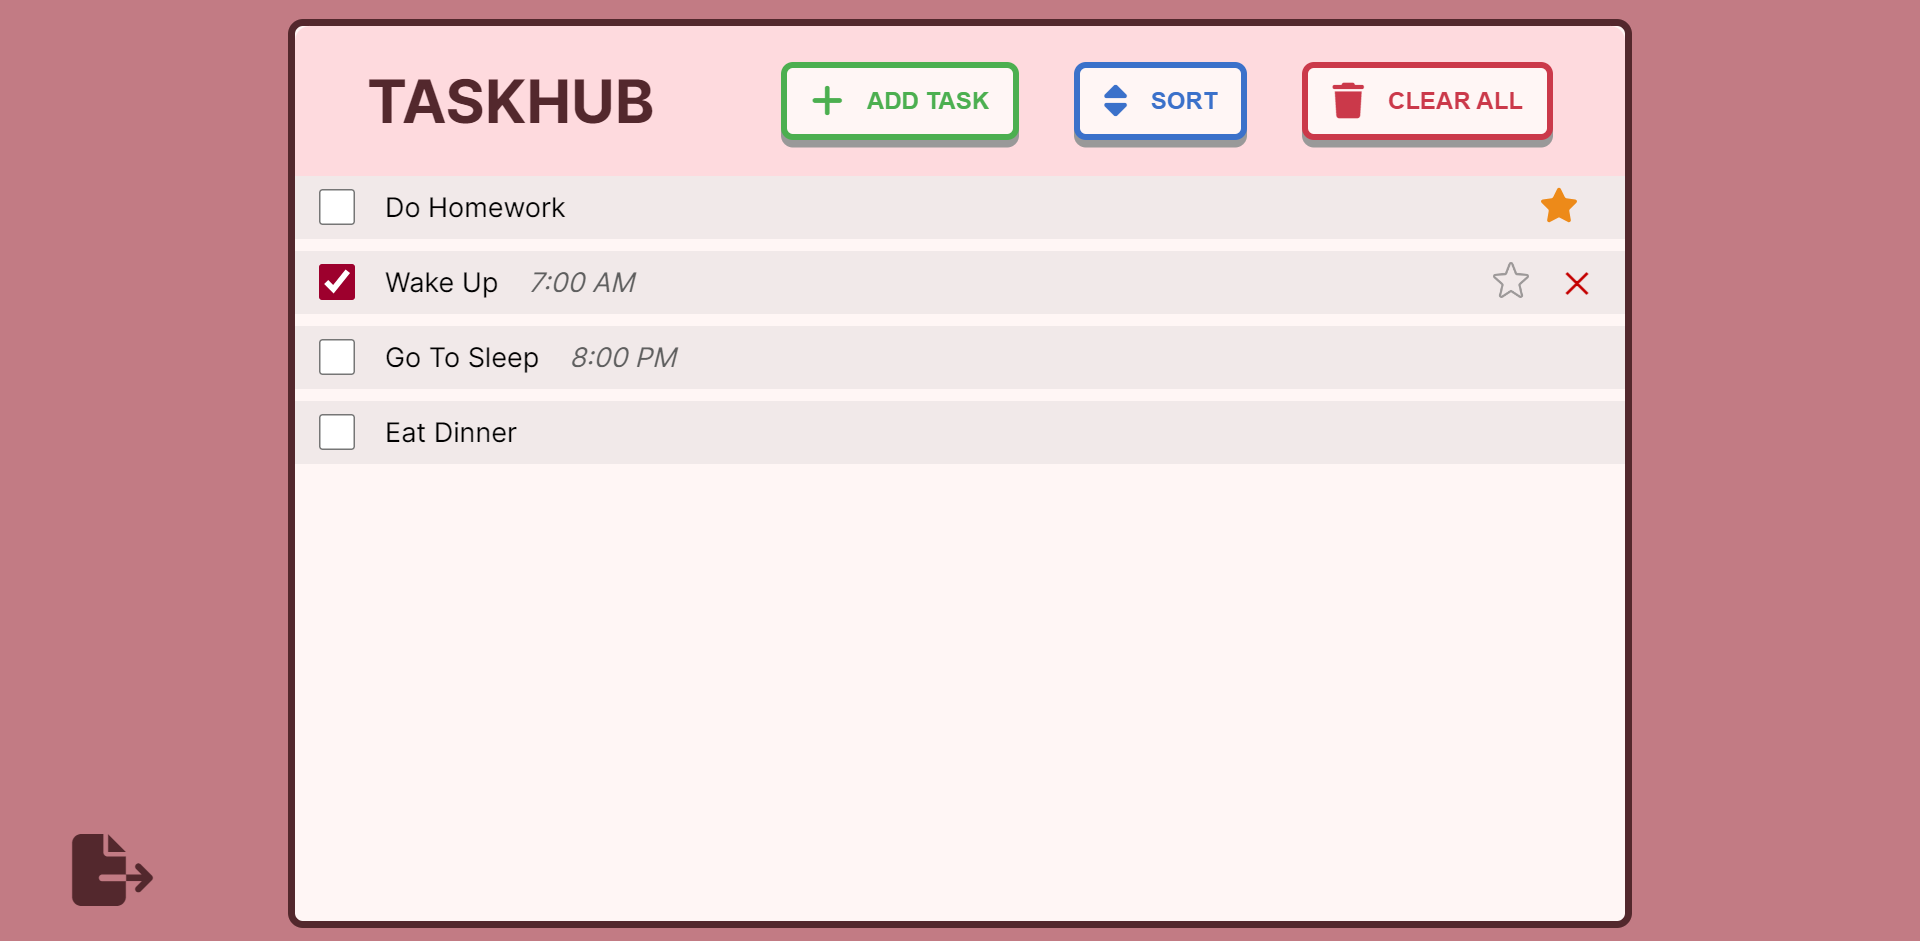 TASKHUB ADD TASK SORT CLEAR ALL
Do Homework
Wake Up 7:00 AM
Go To Sleep 8:00 PM
Eat Dinner